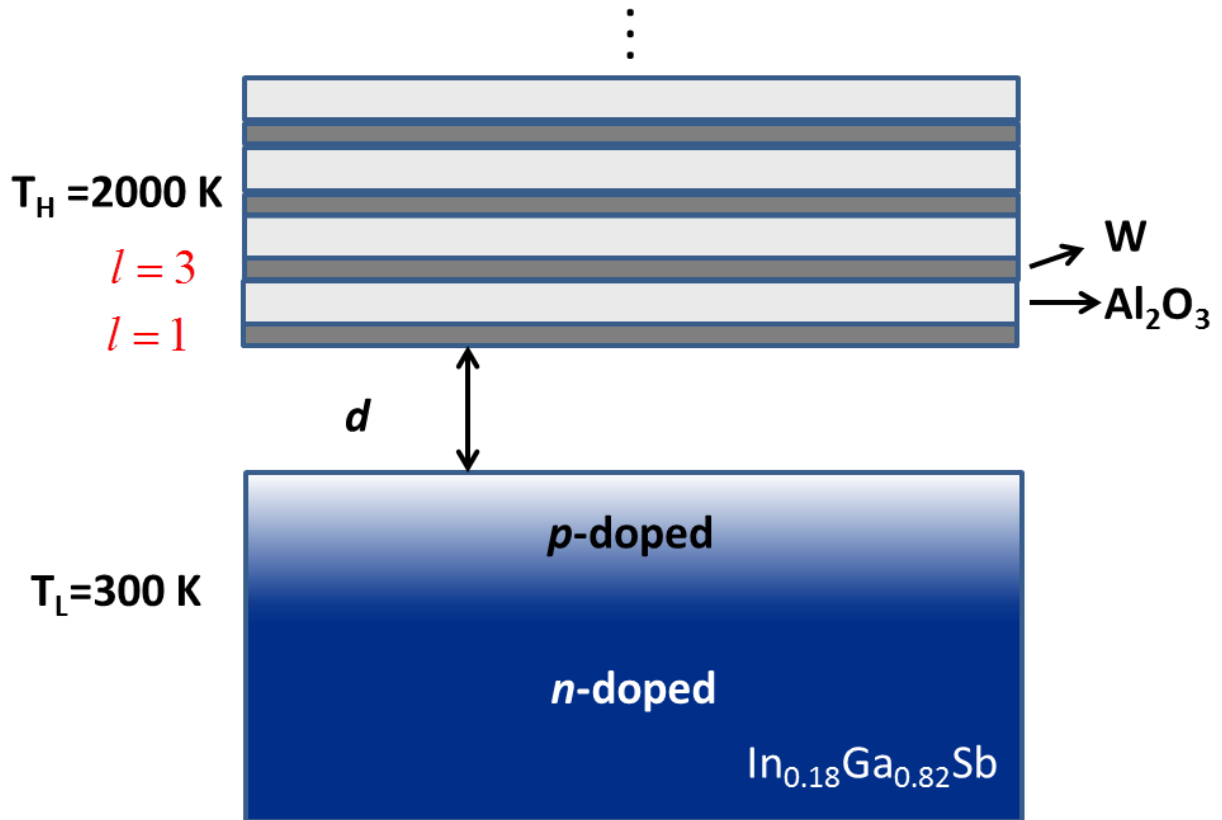 T_H =2000 K
l = 3
W
Al₂O₃
l = 1
d
p-doped
T_L=300 K
n-doped
In₀.₁₈Ga₀.₈₂Sb